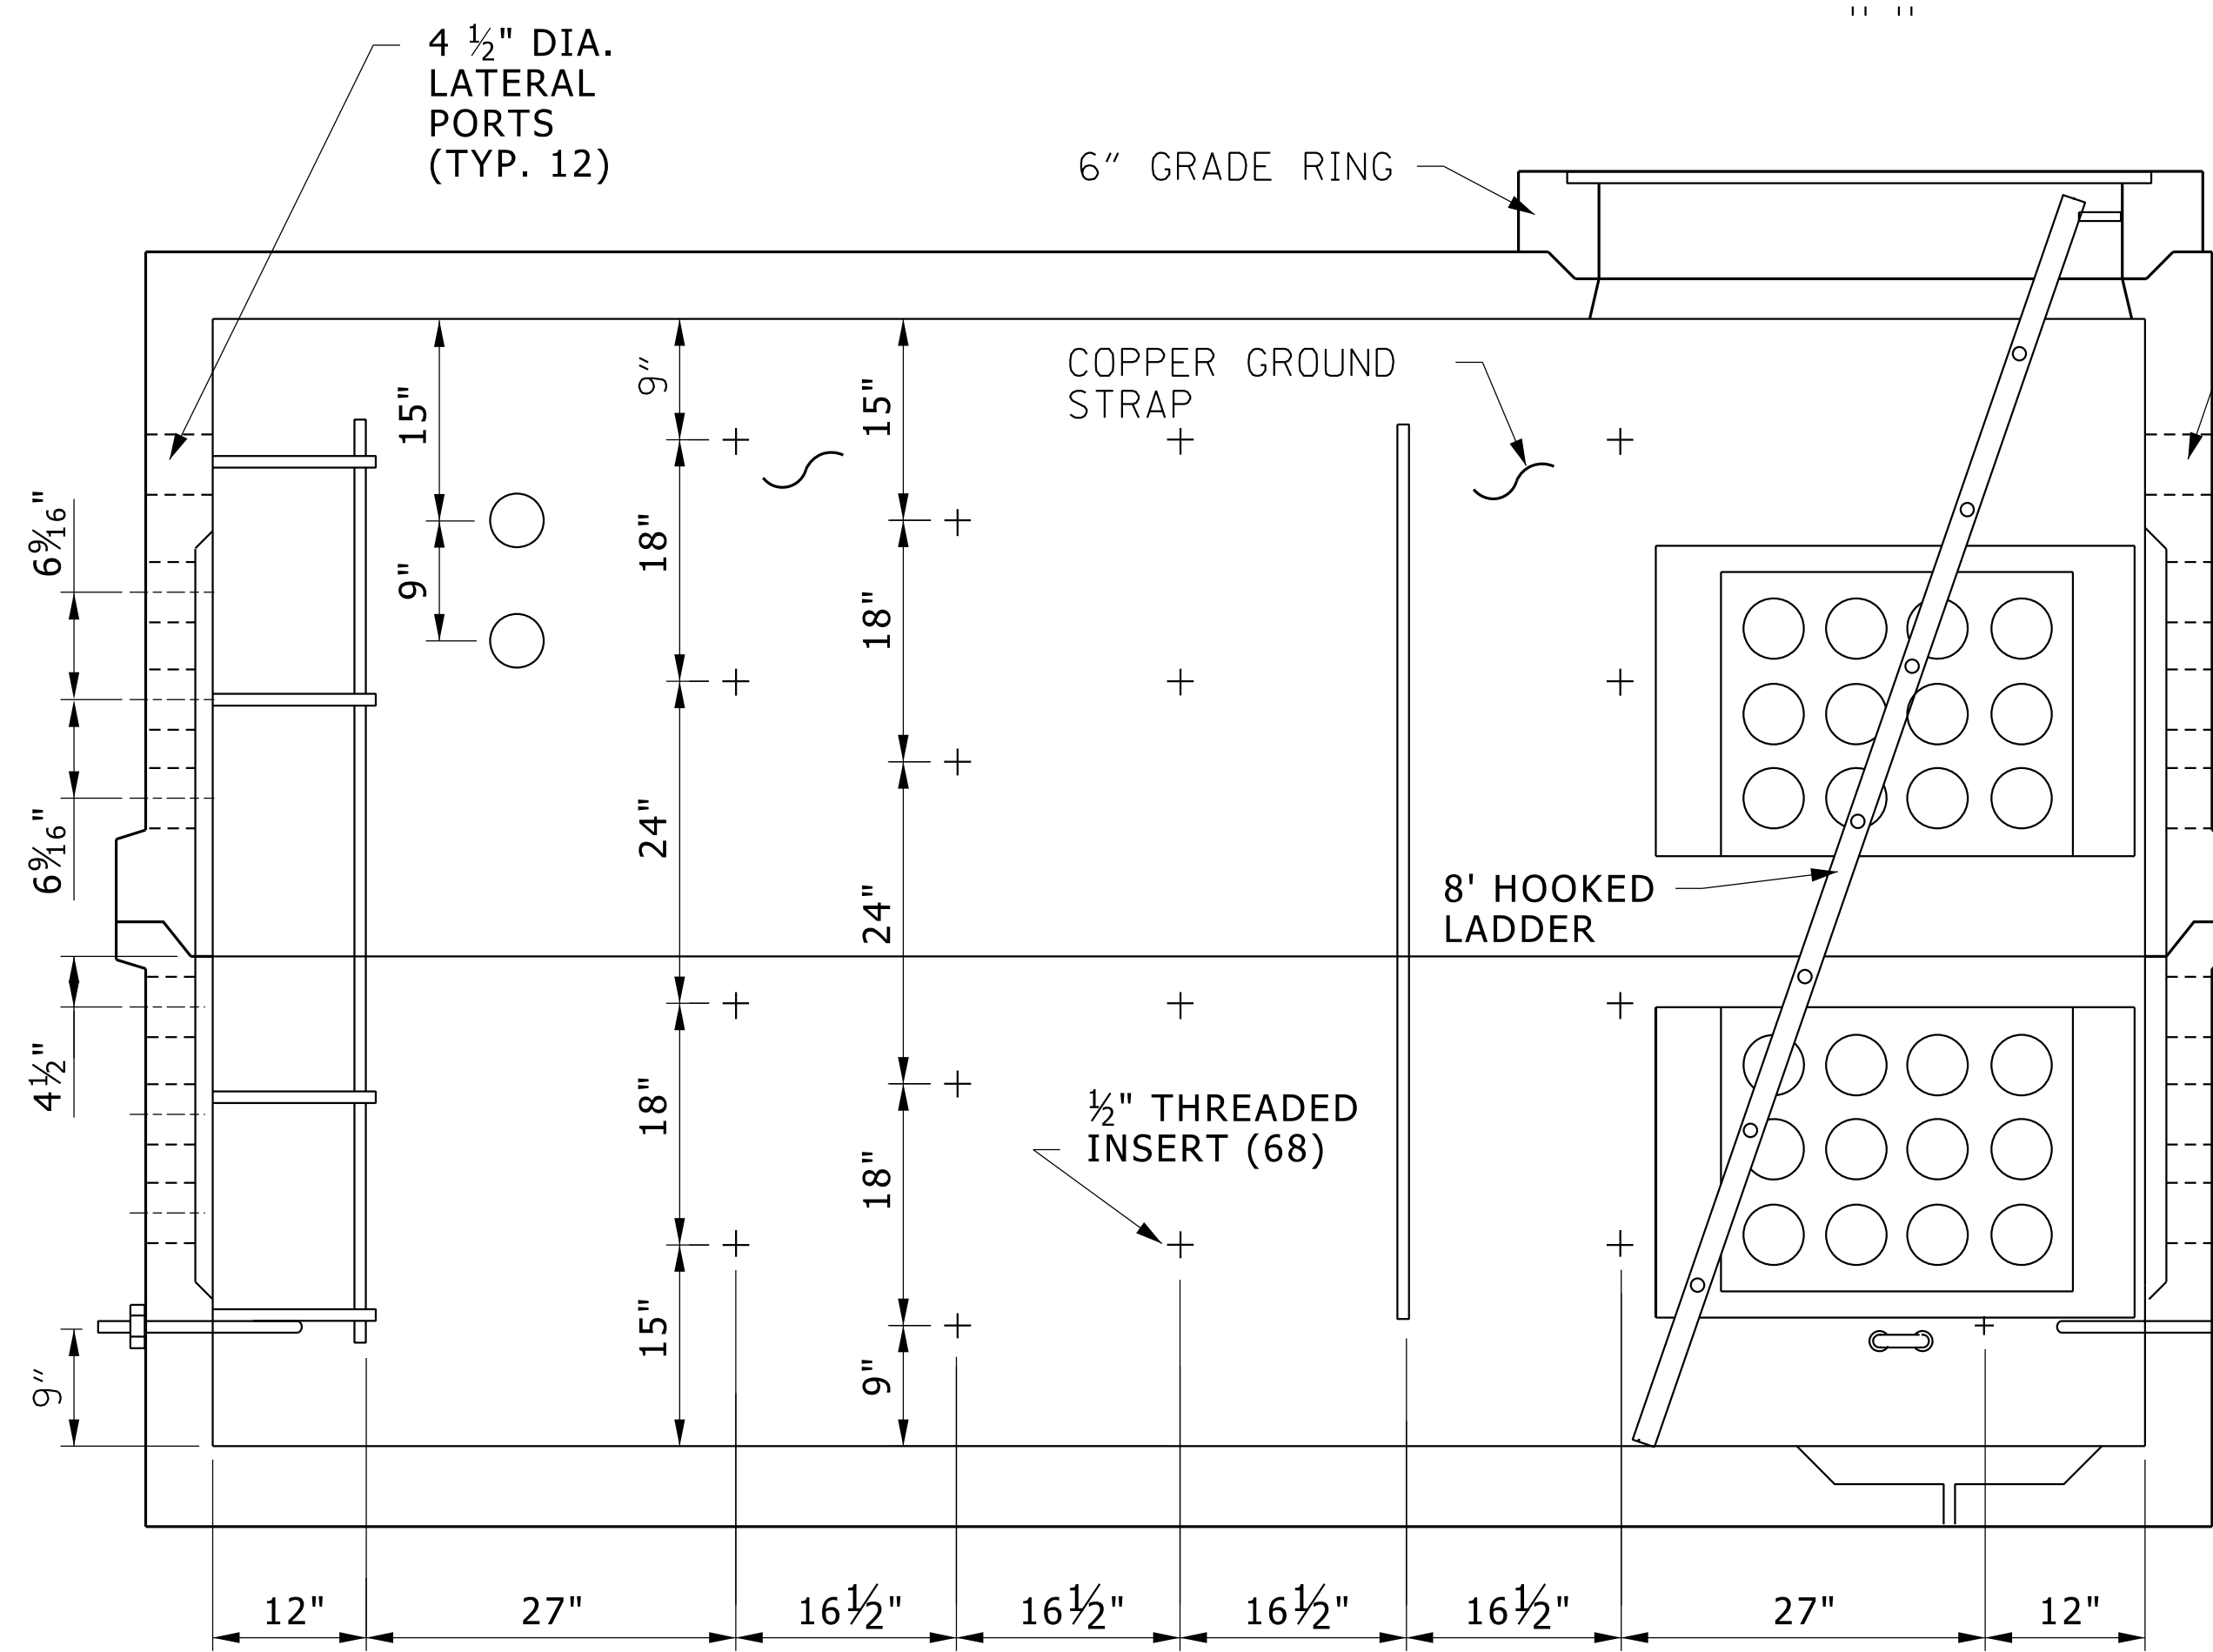 4 ½" DIA.
LATERAL
PORTS
(TYP. 12)
6" GRADE RING
COPPER GROUND
STRAP
15"
9"
9"
18"
24"
18"
15"
15"
18"
24"
18"
9"
6 9/16"
6 9/16"
4 ½"
9"
8' HOOKED
LADDER
½" THREADED
INSERT (68)
12"
27"
16½"
16½"
16½"
16½"
27"
12"